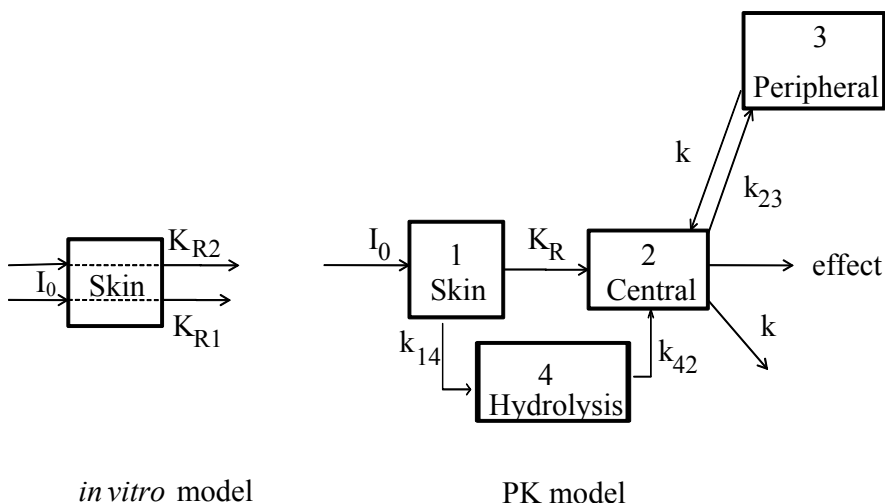 3
Peripheral
k
k23
KR2
I0
Skin
KR1
I0
1
Skin
KR
2
Central
effect
k
k14
4
Hydrolysis
k42
in vitro model
PK model